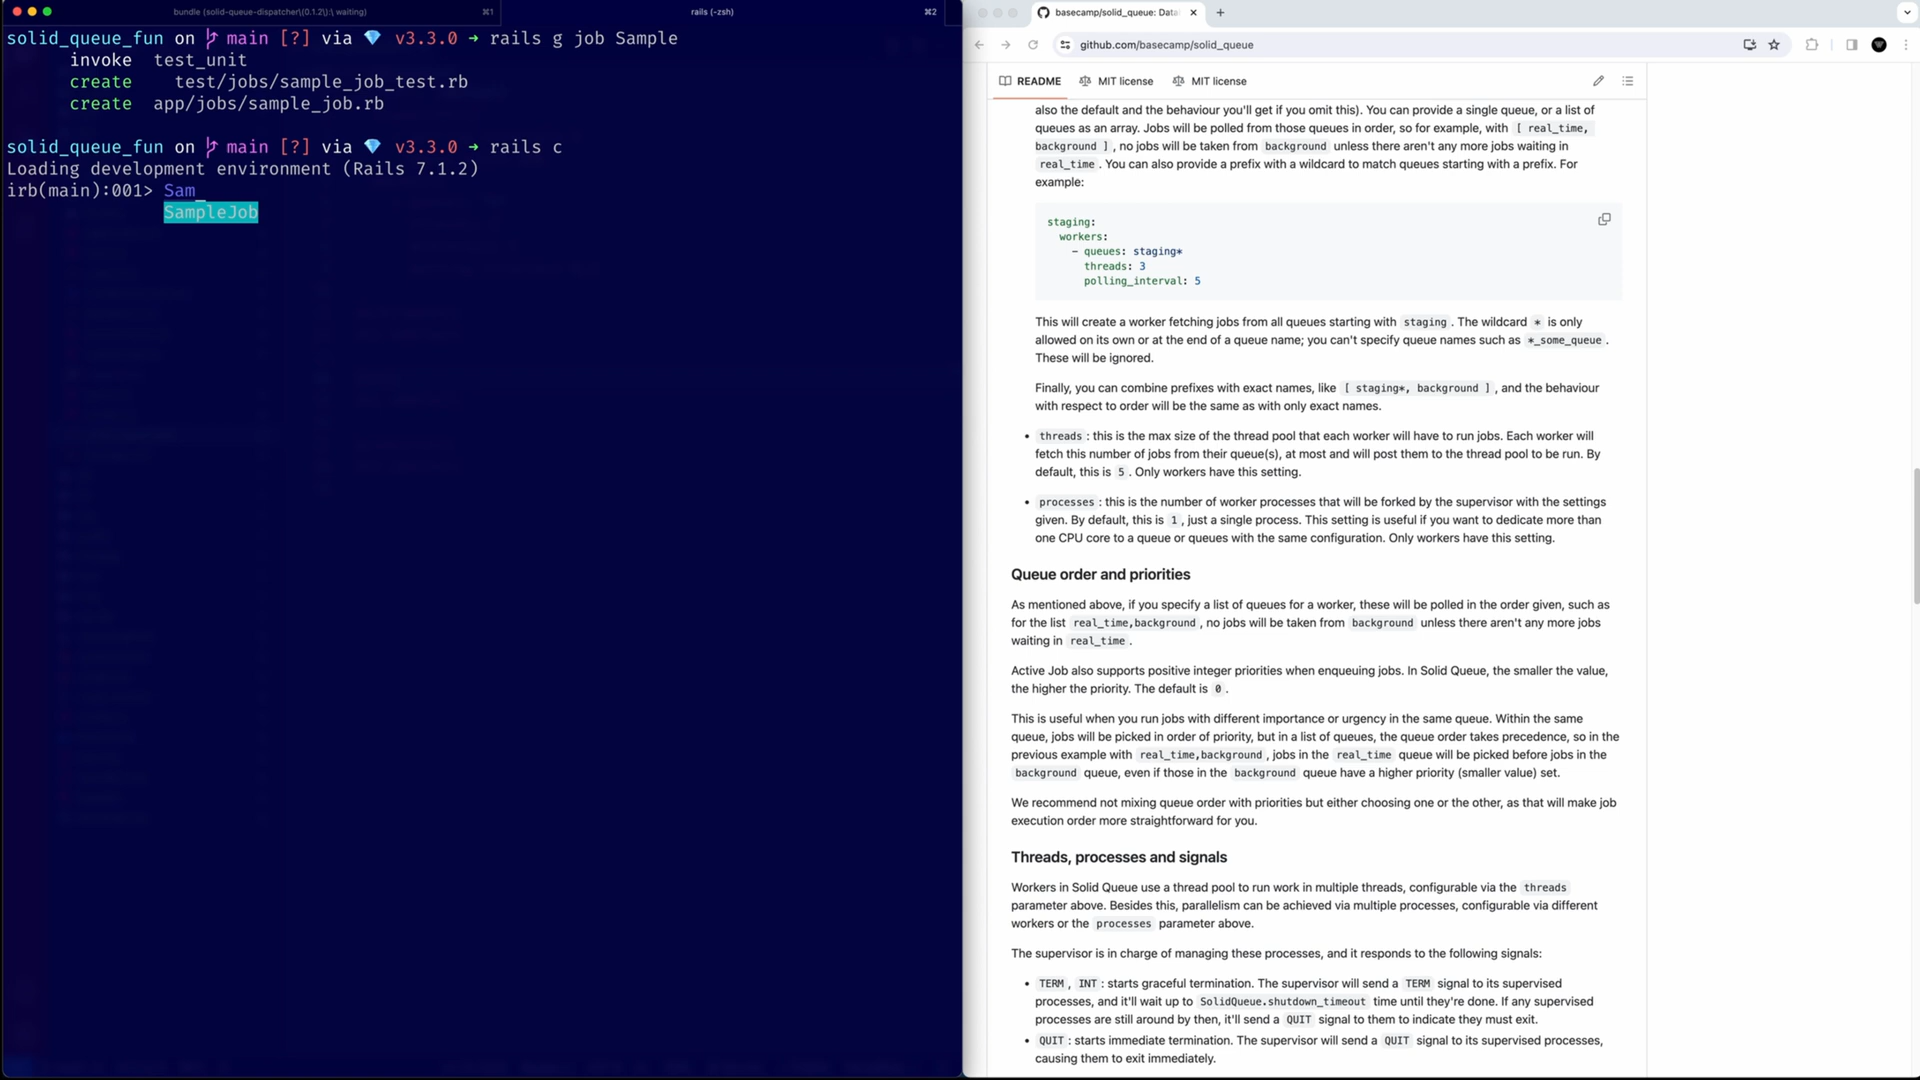 bundle (solid-queue-dispatcher\(0.1.2\):\ waiting)
⌘1
rails (-zsh)
⌘2
solid_queue_fun on main [?] via 💎 v3.3.0 ➜ rails g job Sample
invoke test_unit
create test/jobs/sample_job_test.rb
create app/jobs/sample_job.rb
solid_queue_fun on main [?] via 💎 v3.3.0 ➜ rails c
Loading development environment (Rails 7.1.2)
irb(main):001> Sam
SampleJob
basecamp/solid_queue: Data
github.com/basecamp/solid_queue
README
MIT license
MIT license
also the default and the behaviour you'll get if you omit this). You can provide a single queue, or a list of
queues as an array. Jobs will be polled from those queues in order, so for example, with [ real_time,
background ] , no jobs will be taken from background unless there aren't any more jobs waiting in
real_time . You can also provide a prefix with a wildcard to match queues starting with a prefix. For
example:
staging:
workers:
- queues: staging*
threads: 3
polling_interval: 5
This will create a worker fetching jobs from all queues starting with staging . The wildcard * is only
allowed on its own or at the end of a queue name; you can't specify queue names such as *_some_queue .
These will be ignored.
Finally, you can combine prefixes with exact names, like [ staging*, background ] , and the behaviour
with respect to order will be the same as with only exact names.
• threads : this is the max size of the thread pool that each worker will have to run jobs. Each worker will
fetch this number of jobs from their queue(s), at most and will post them to the thread pool to be run. By
default, this is 5 . Only workers have this setting.
• processes : this is the number of worker processes that will be forked by the supervisor with the settings
given. By default, this is 1 , just a single process. This setting is useful if you want to dedicate more than
one CPU core to a queue or queues with the same configuration. Only workers have this setting.
Queue order and priorities
As mentioned above, if you specify a list of queues for a worker, these will be polled in the order given, such as
for the list real_time,background , no jobs will be taken from background unless there aren't any more jobs
waiting in real_time .
Active Job also supports positive integer priorities when enqueuing jobs. In Solid Queue, the smaller the value,
the higher the priority. The default is 0 .
This is useful when you run jobs with different importance or urgency in the same queue. Within the same
queue, jobs will be picked in order of priority, but in a list of queues, the queue order takes precedence, so in the
previous example with real_time,background , jobs in the real_time queue will be picked before jobs in the
background queue, even if those in the background queue have a higher priority (smaller value) set.
We recommend not mixing queue order with priorities but either choosing one or the other, as that will make job
execution order more straightforward for you.
Threads, processes and signals
Workers in Solid Queue use a thread pool to run work in multiple threads, configurable via the threads
parameter above. Besides this, parallelism can be achieved via multiple processes, configurable via different
workers or the processes parameter above.
The supervisor is in charge of managing these processes, and it responds to the following signals:
• TERM , INT : starts graceful termination. The supervisor will send a TERM signal to its supervised
processes, and it'll wait up to SolidQueue.shutdown_timeout time until they're done. If any supervised
processes are still around by then, it'll send a QUIT signal to them to indicate they must exit.
• QUIT : starts immediate termination. The supervisor will send a QUIT signal to its supervised processes,
causing them to exit immediately.